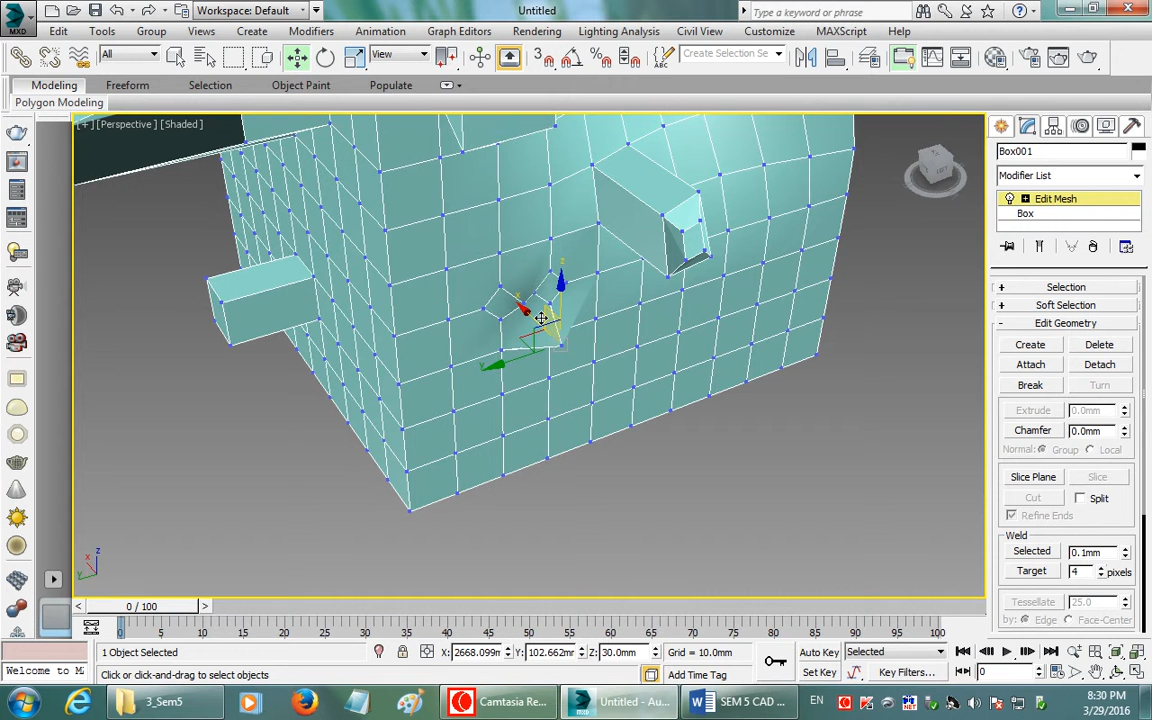 Workspace: Default
Untitled
Type a keyword or phrase
MXD
Edit Tools Group Views Create Modifiers Animation Graph Editors Rendering Lighting Analysis Civil View Customize MAXScript Help
All
View
Create Selection Se
Modeling Freeform Selection Object Paint Populate
Polygon Modeling
[+] [Perspective] [Shaded]
Box001
Modifier List
Edit Mesh
Box
+ Selection
+ Soft Selection
- Edit Geometry
Create Delete
Attach Detach
Break Turn
Extrude 0.0mm
Chamfer 0.0mm
Normal: Group Local
Slice Plane Slice
Cut Split
Refine Ends
Weld
Selected 0.1mm
Target 4 pixels
Tessellate 25.0
by: Edge Face-Center
z
x
y
z
x
y
< 0 / 100 >
0 5 10 15 20 25 30 35 40 45 50 55 60 65 70 75 80 85 90 95 100
1 Object Selected
X: 2668.099m Y: 102.662mm Z: 30.0mm Grid = 10.0mm
Auto Key Selected
Welcome to M
Click or click-and-drag to select objects
Add Time Tag
Set Key Key Filters...
0
3_Sem5
Camtasia Re...
Untitled - Au...
SEM 5 CAD ...
EN
8:30 PM
3/29/2016